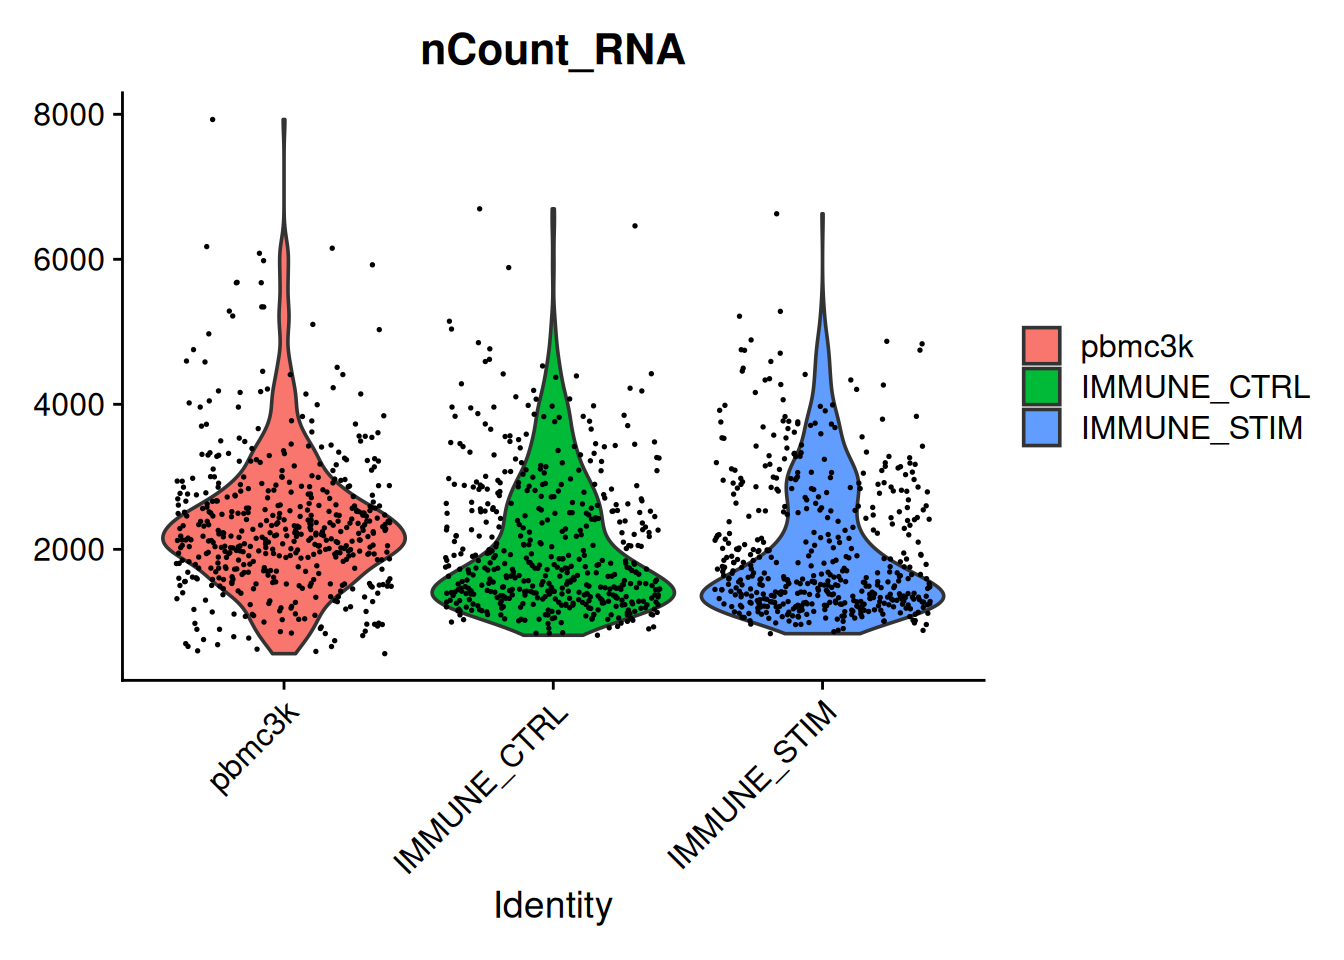 nCount_RNA
8000
6000
4000
2000
pbmc3k
IMMUNE_CTRL
IMMUNE_STIM
Identity
pbmc3k
IMMUNE_CTRL
IMMUNE_STIM